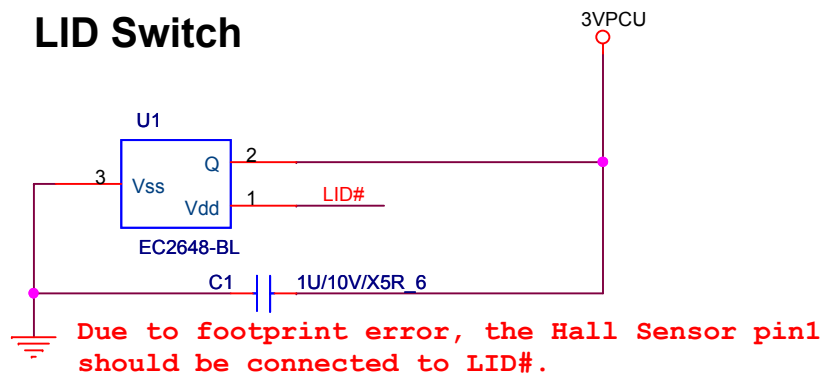 LID Switch
3VPCU
U1
Q
2
3
Vss
Vdd
1
LID#
EC2648-BL
C1
1U/10V/X5R_6
Due to footprint error, the Hall Sensor pin1
should be connected to LID#.